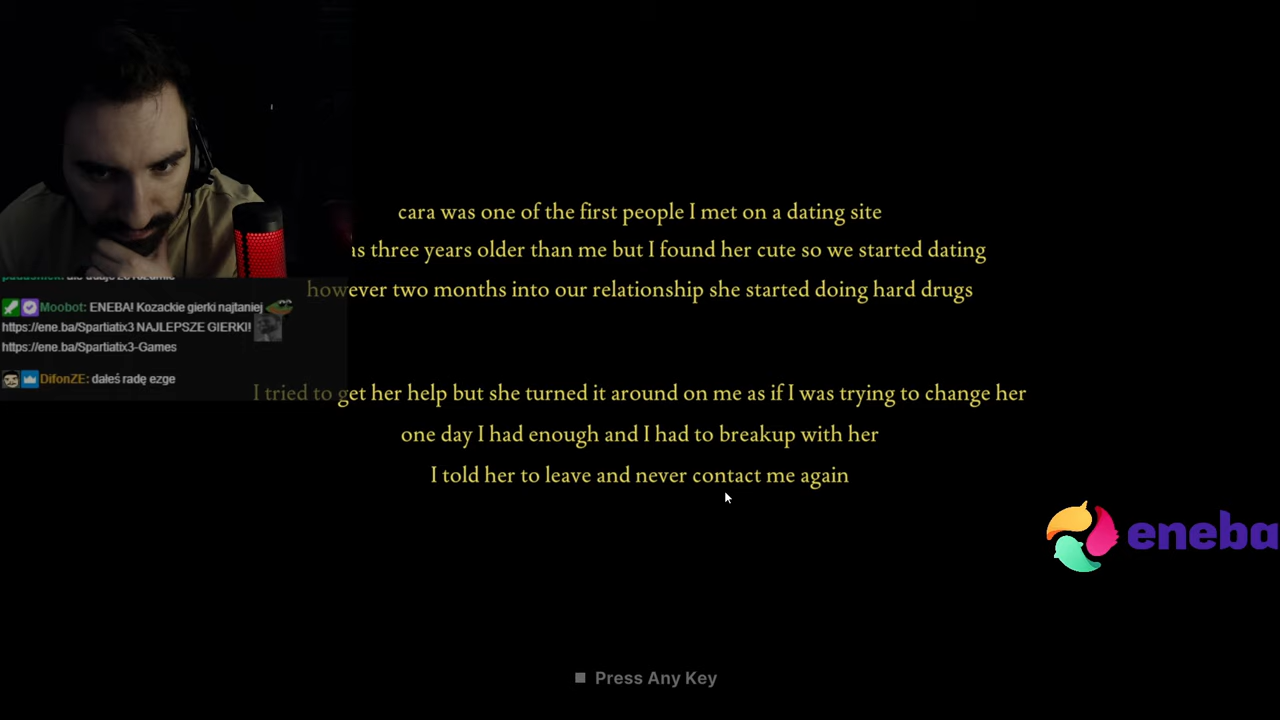 cara was one of the first people I met on a dating site
three years older than me but I found her cute so we started dating
however two months into our relationship she started doing hard drugs
I tried to get her help but she turned it around on me as if I was trying to change her
one day I had enough and I had to breakup with her
I told her to leave and never contact me again
Moobot: ENEBA! Kozackie gierki najtaniej
https://ene.ba/Spartiatix3 NAJLEPSZE GIERKI!
https://ene.ba/Spartiatix3-Games
DifonZE: dałeś radę ezge
eneba
Press Any Key